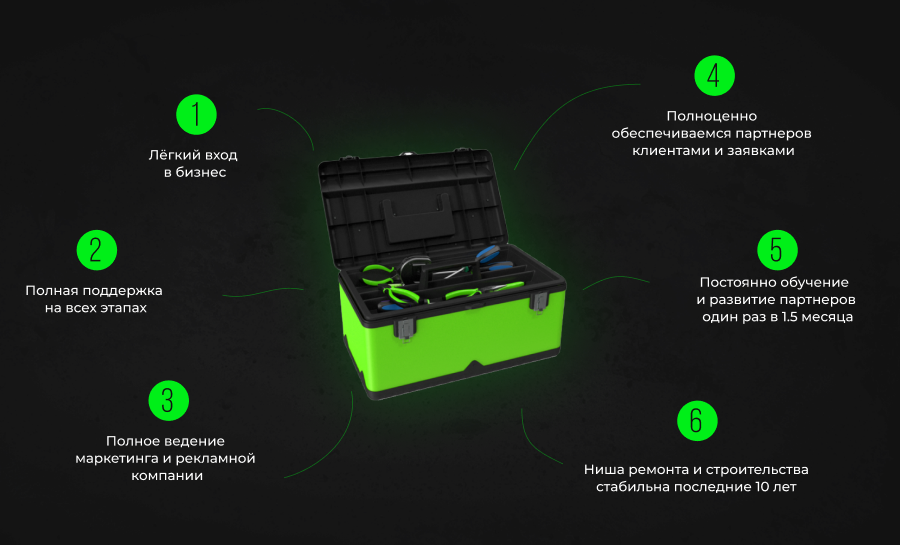 1
Лёгкий вход
в бизнес
2
Полная поддержка
на всех этапах
3
Полное ведение
маркетинга и рекламной
компании
4
Полноценно
обеспечиваемся партнеров
клиентами и заявками
5
Постоянно обучение
и развитие партнеров
один раз в 1.5 месяца
6
Ниша ремонта и строительства
стабильна последние 10 лет